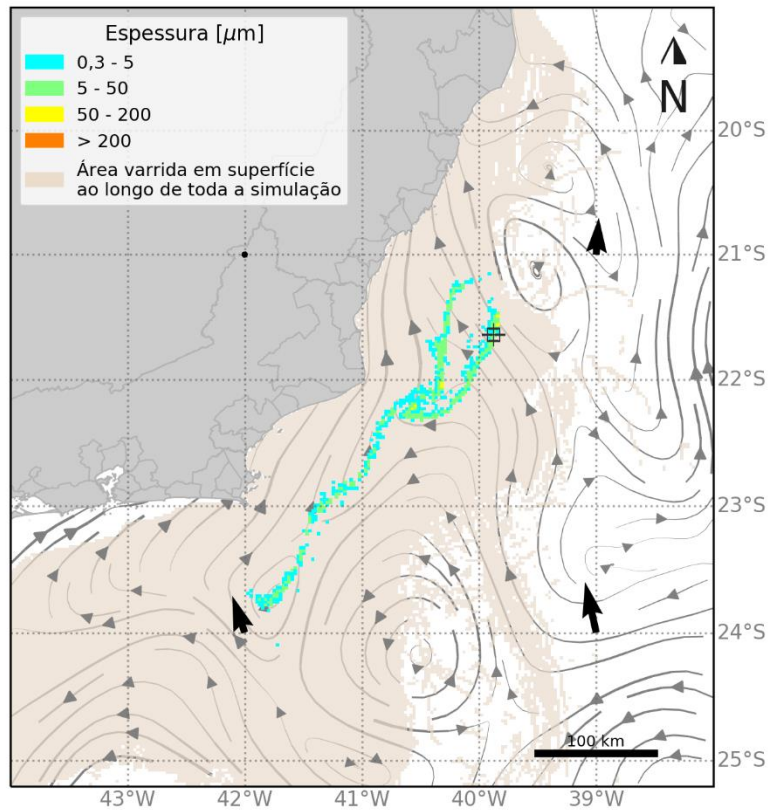 Espessura [μm]
0,3 - 5
5 - 50
50 - 200
> 200
Área varrida em superfície
ao longo de toda a simulação
N
20°S
21°S
22°S
23°S
24°S
25°S
100 km
43°W
42°W
41°W
40°W
39°W